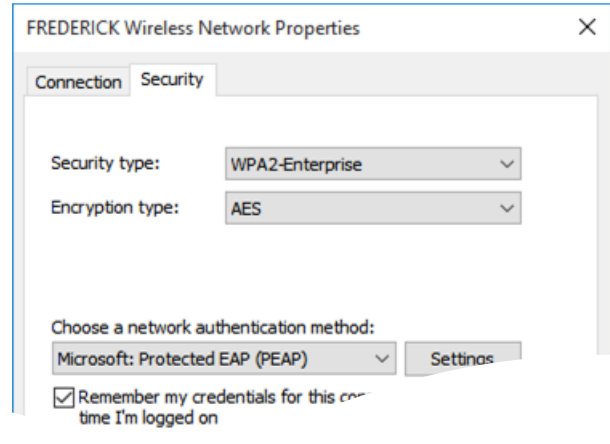 FREDERICK Wireless Network Properties
Connection Security
Security type: WPA2-Enterprise
Encryption type: AES
Choose a network authentication method:
Microsoft: Protected EAP (PEAP) Settings
Remember my credentials for this
time I'm logged on